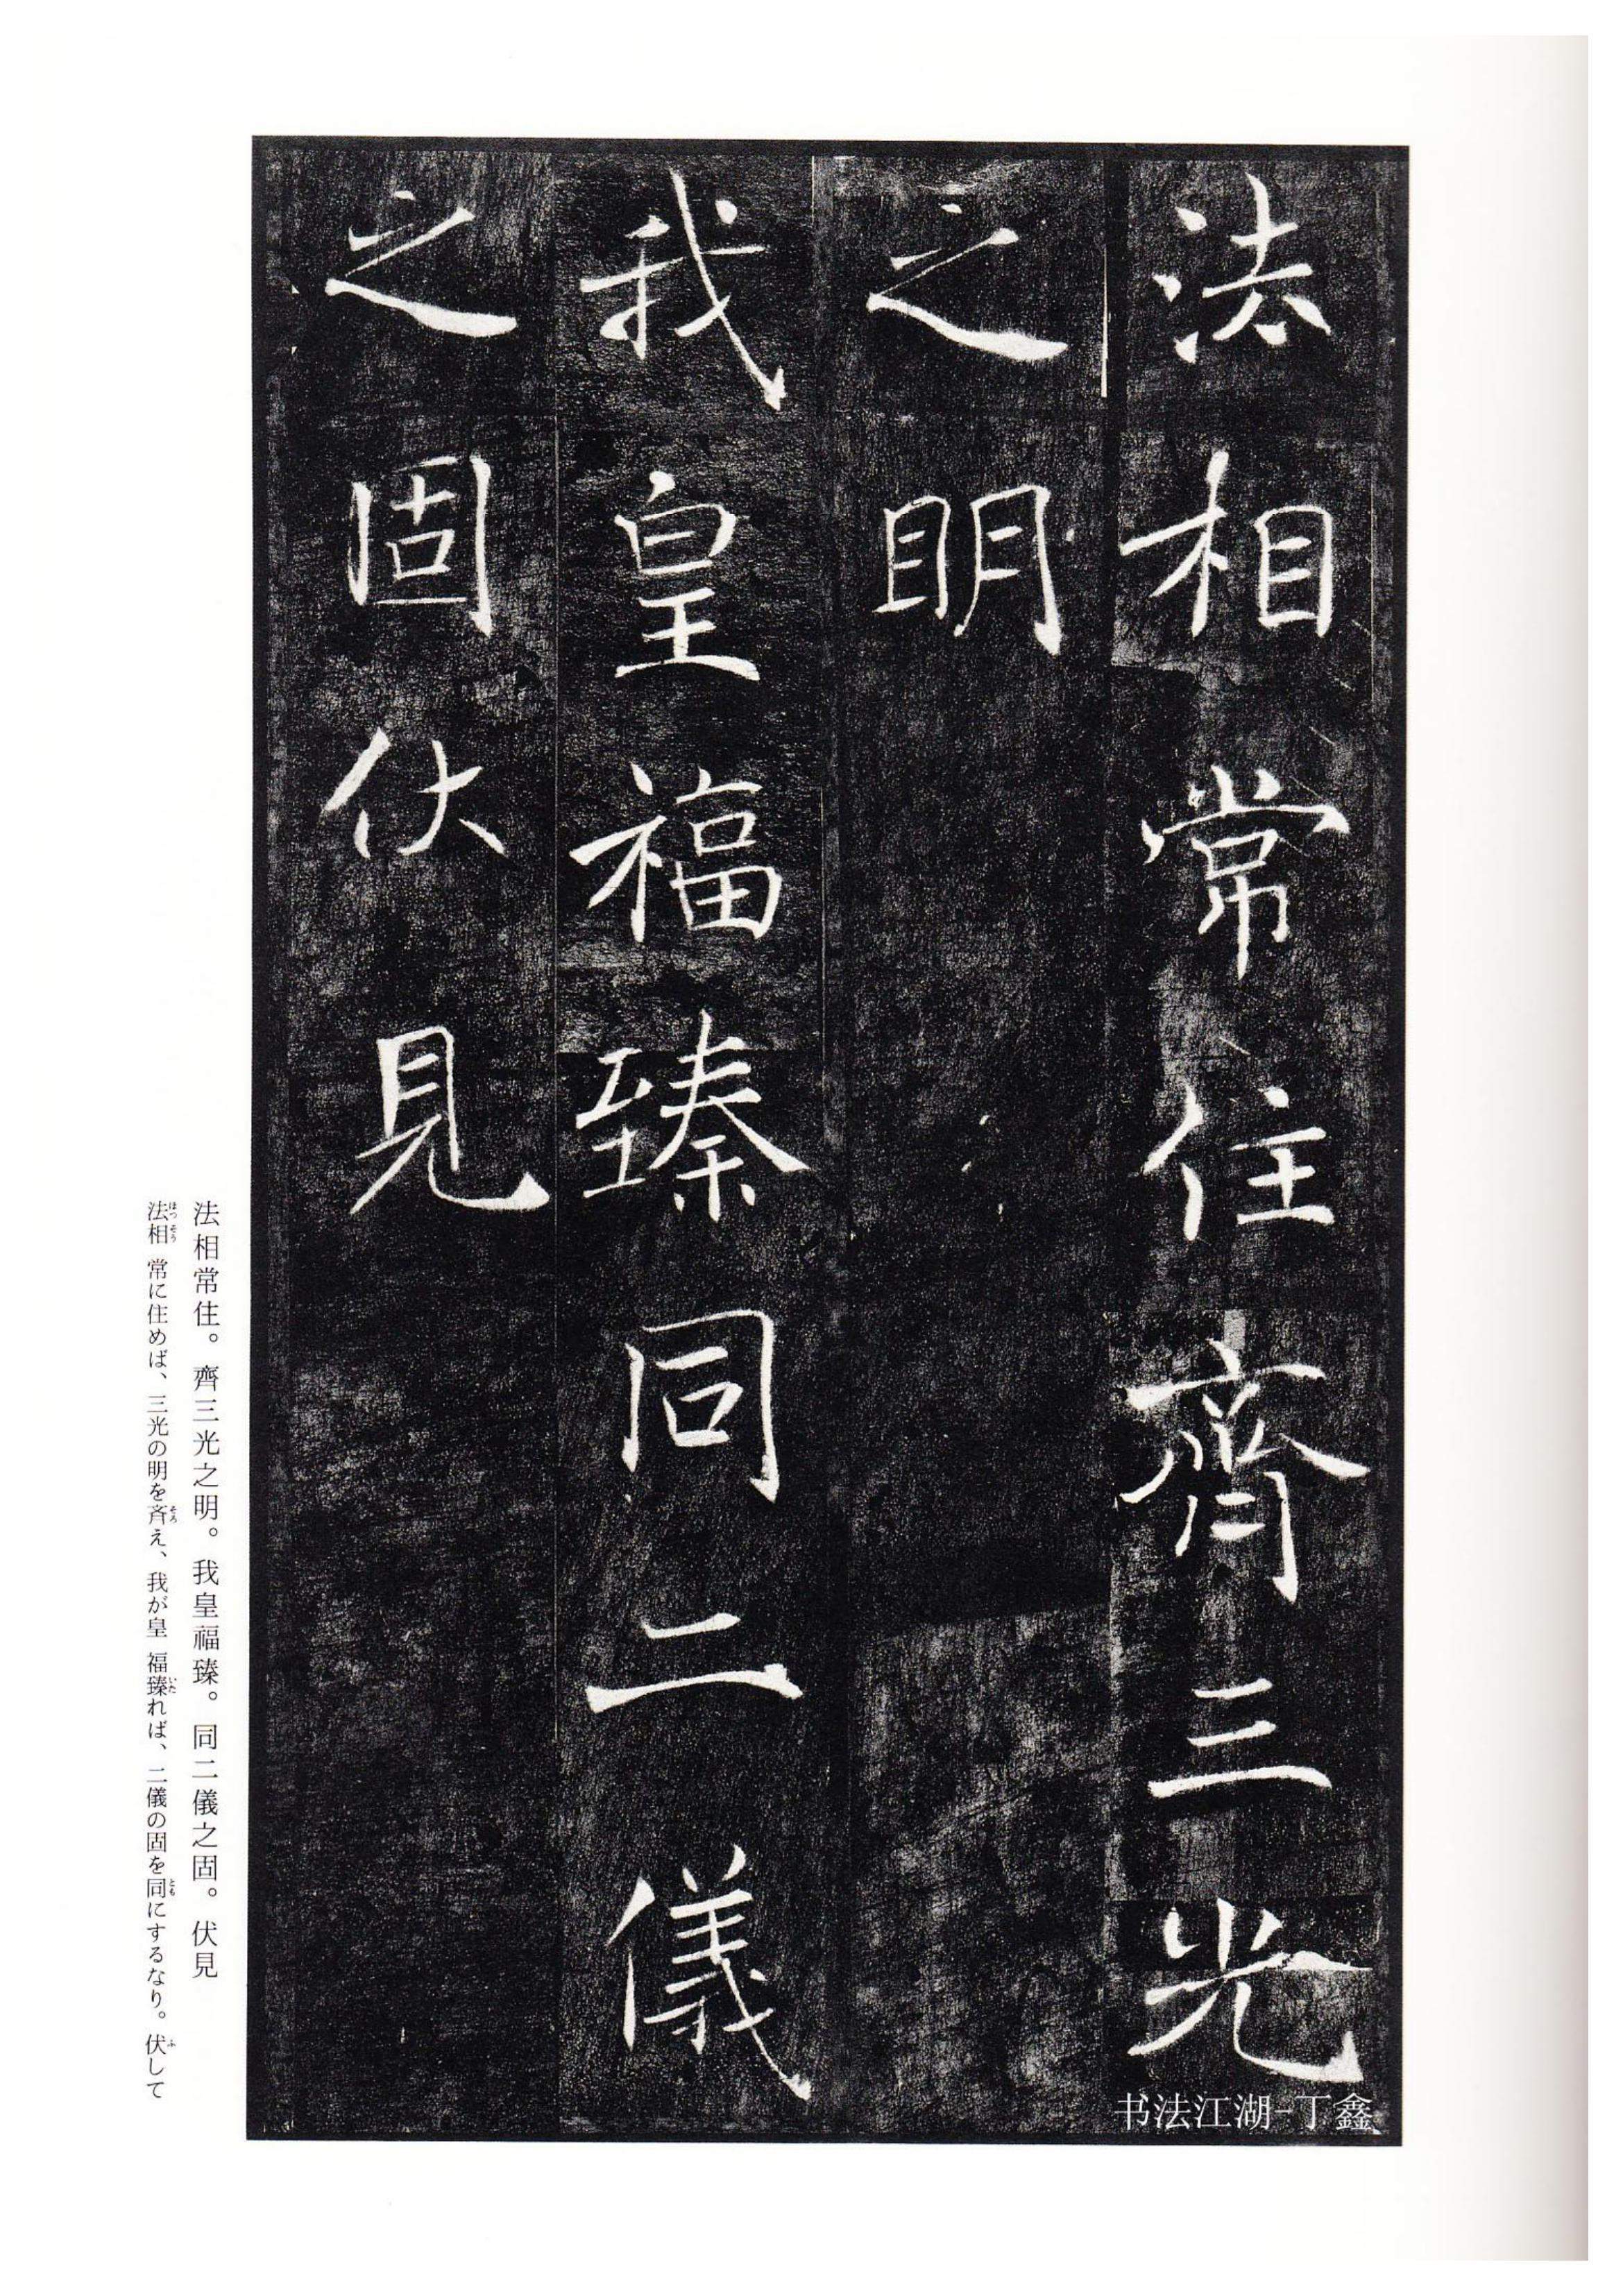 法相常住齊三光
之明
我皇福臻同二儀
之固伏見
法相常住。齊三光之明。我皇福臻。同二儀之固。伏見
法相　常に住めば、三光の明を斉え、我が皇　福臻れば、二儀の固を同にするなり。伏して
书法江湖-丁鑫